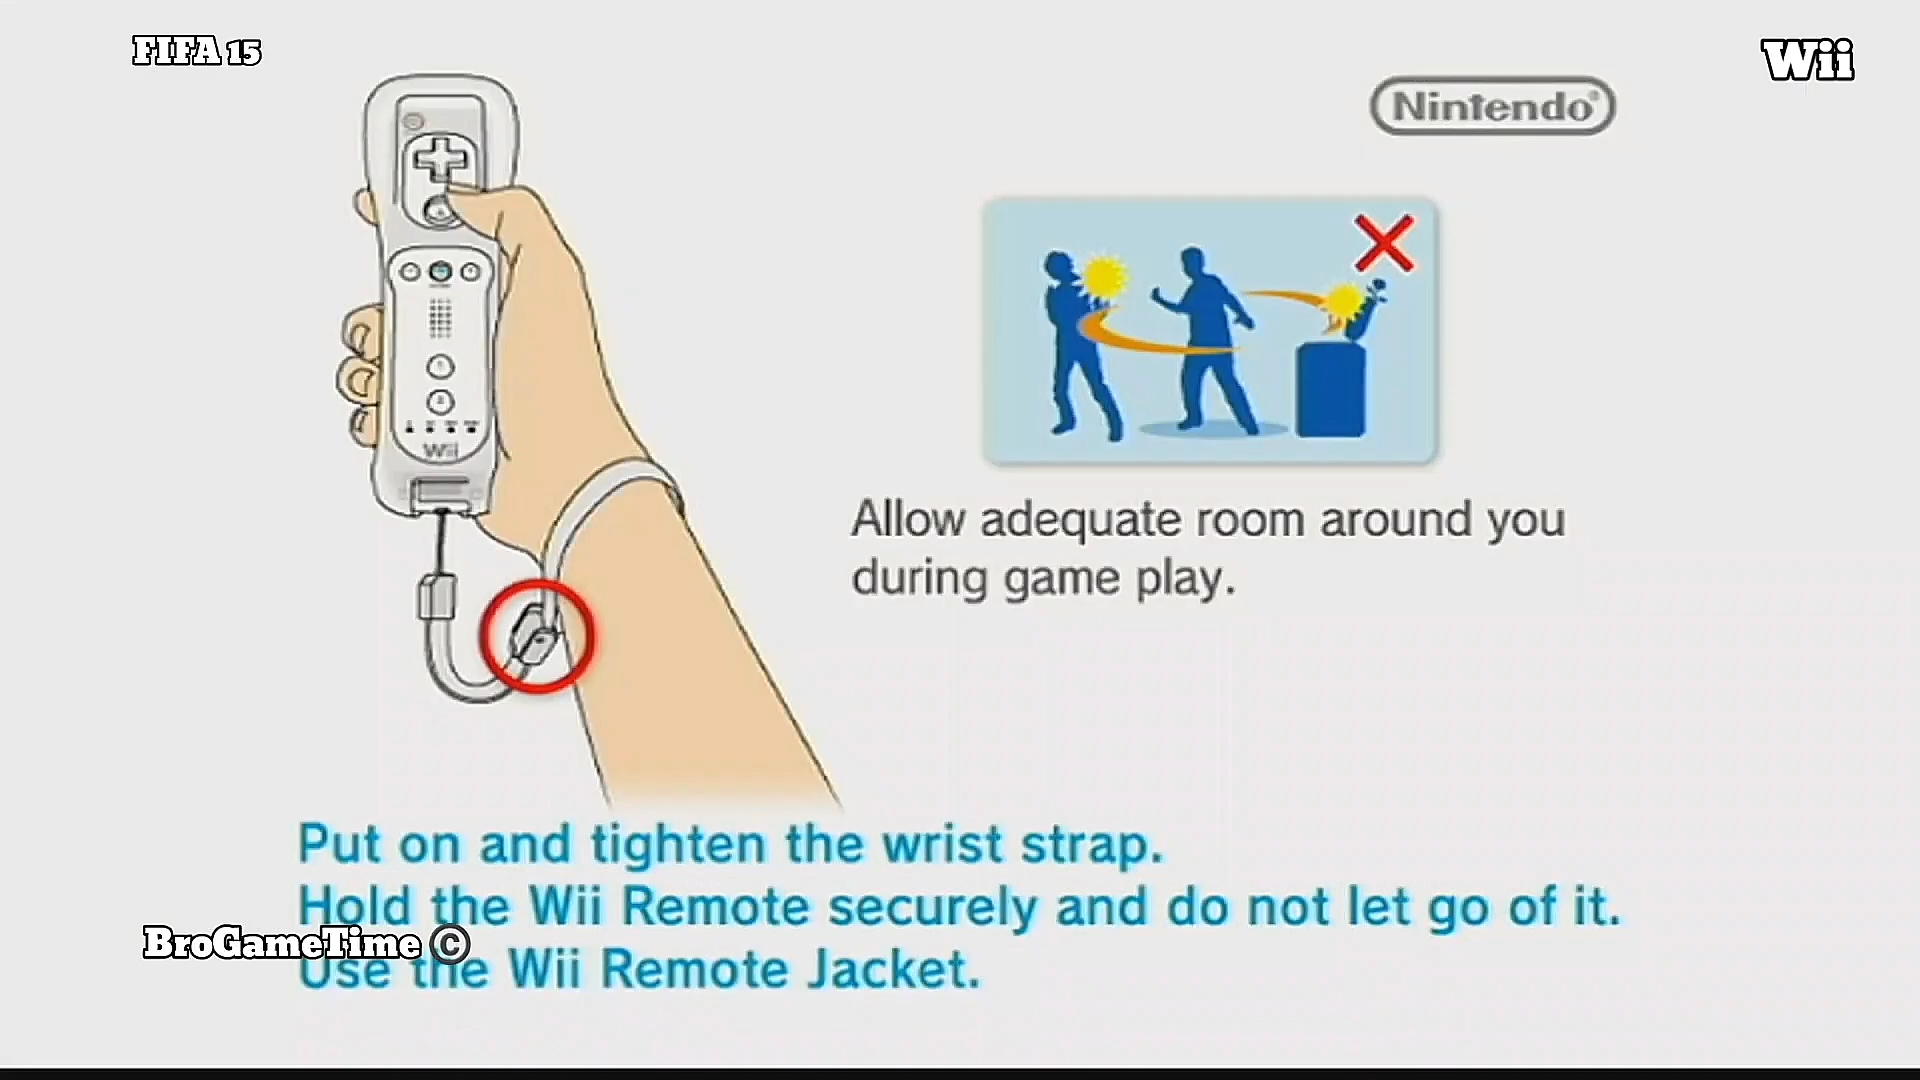 FIFA 15
Wii
Nintendo®
Wii
Allow adequate room around you
during game play.
Put on and tighten the wrist strap.
Hold the Wii Remote securely and do not let go of it.
BroGameTime ©
Use the Wii Remote Jacket.